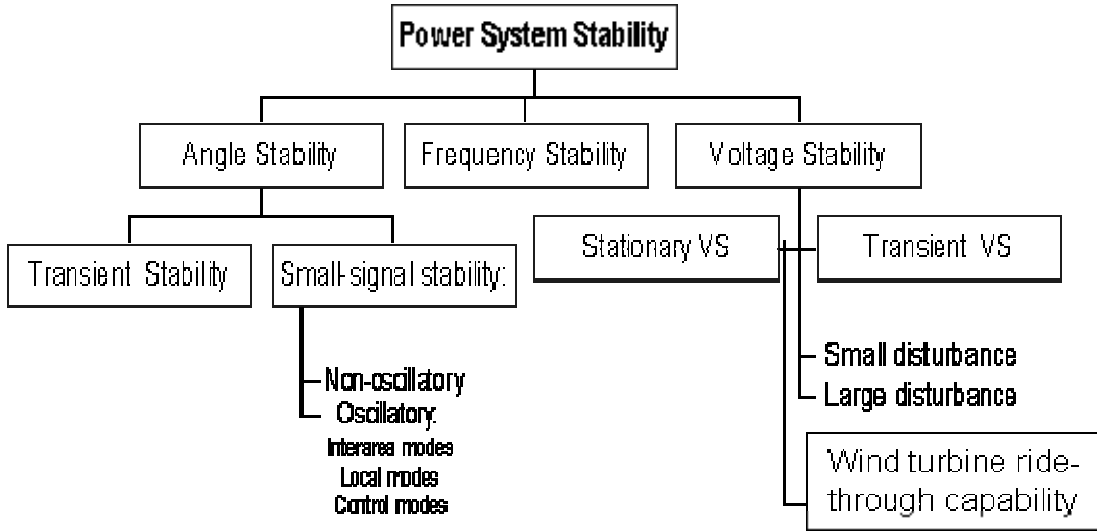 Power System Stability
Angle Stability
Frequency Stability
Voltage Stability
Transient Stability
Small-signal stability:
Stationary VS
Transient VS
Non-oscillatory
Oscillatory:
Interarea modes
Local modes
Control modes
Small disturbance
Large disturbance
Wind turbine ride-
through capability